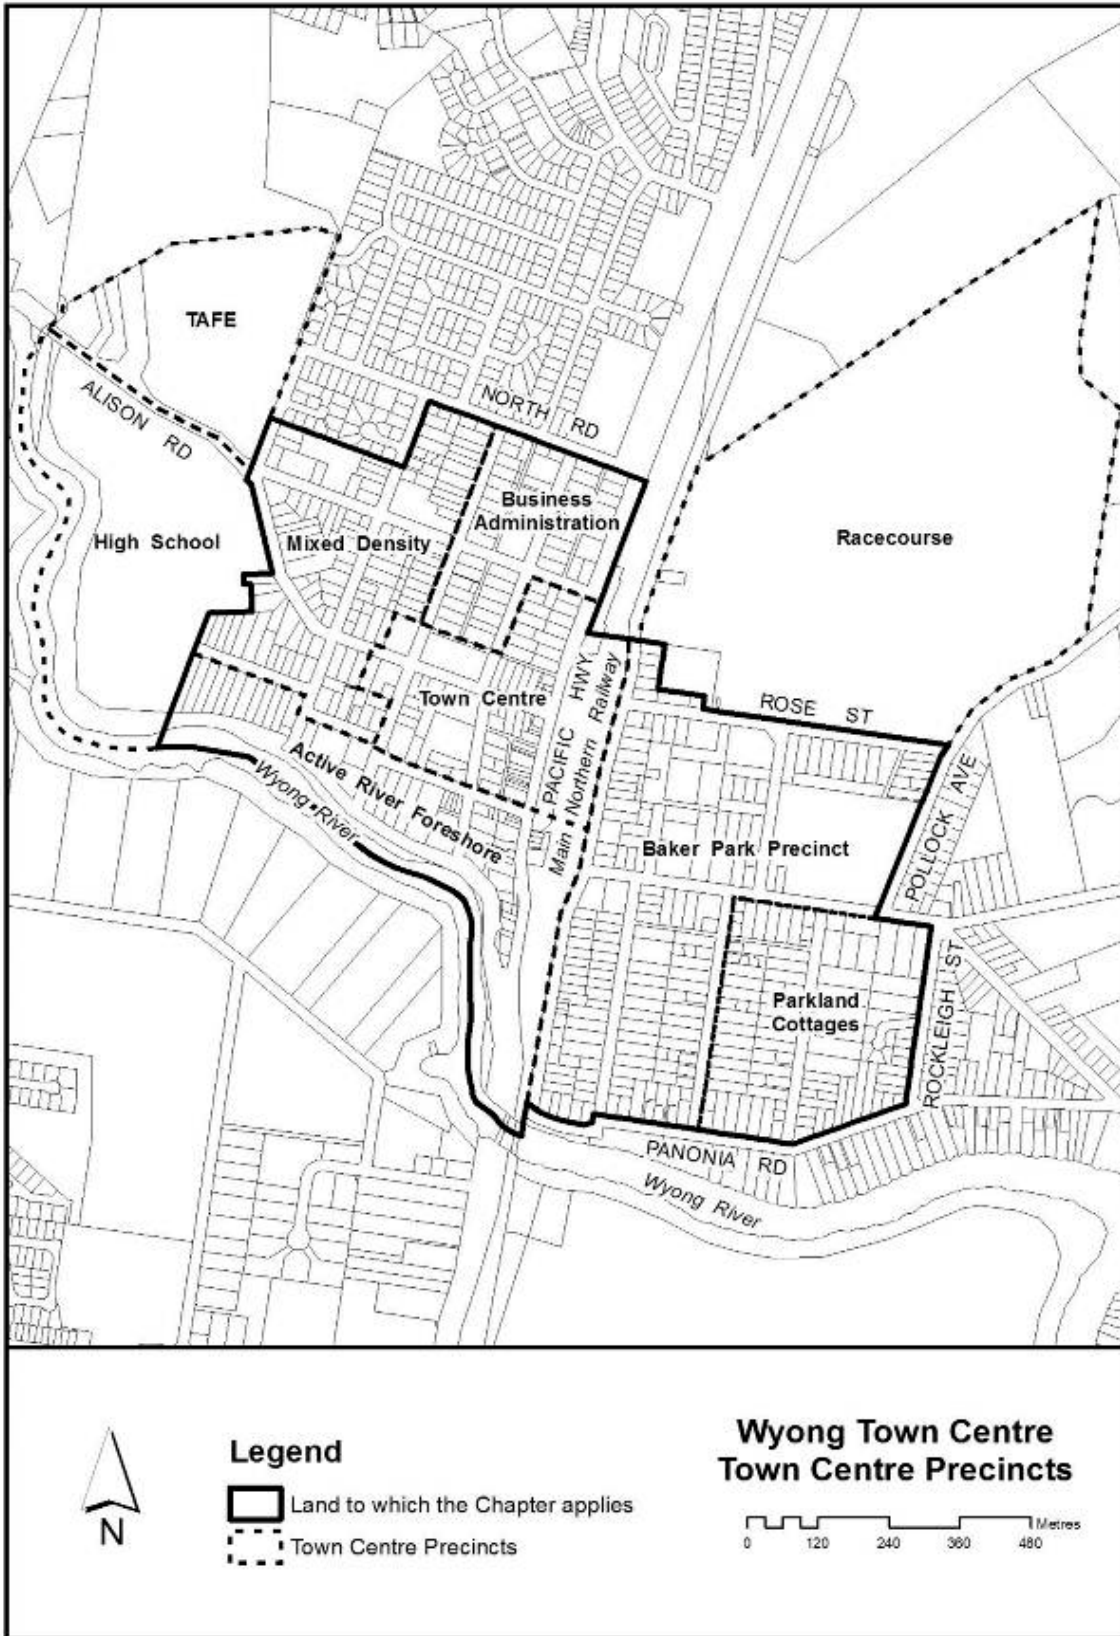 TAFE
ALISON RD
NORTH RD
High School
Mixed Density
Business
Administration
Racecourse
Town Centre
PACIFIC HWY
Main Northern Railway
ROSE ST
Active River Foreshore
Wyong River
Baker Park Precinct
POLLOCK AVE
Parkland
Cottages
ROCKLEIGH ST
PANONIA RD
Wyong River
N
Legend
Land to which the Chapter applies
Town Centre Precincts
Wyong Town Centre
Town Centre Precincts
Metres
0 120 240 360 480